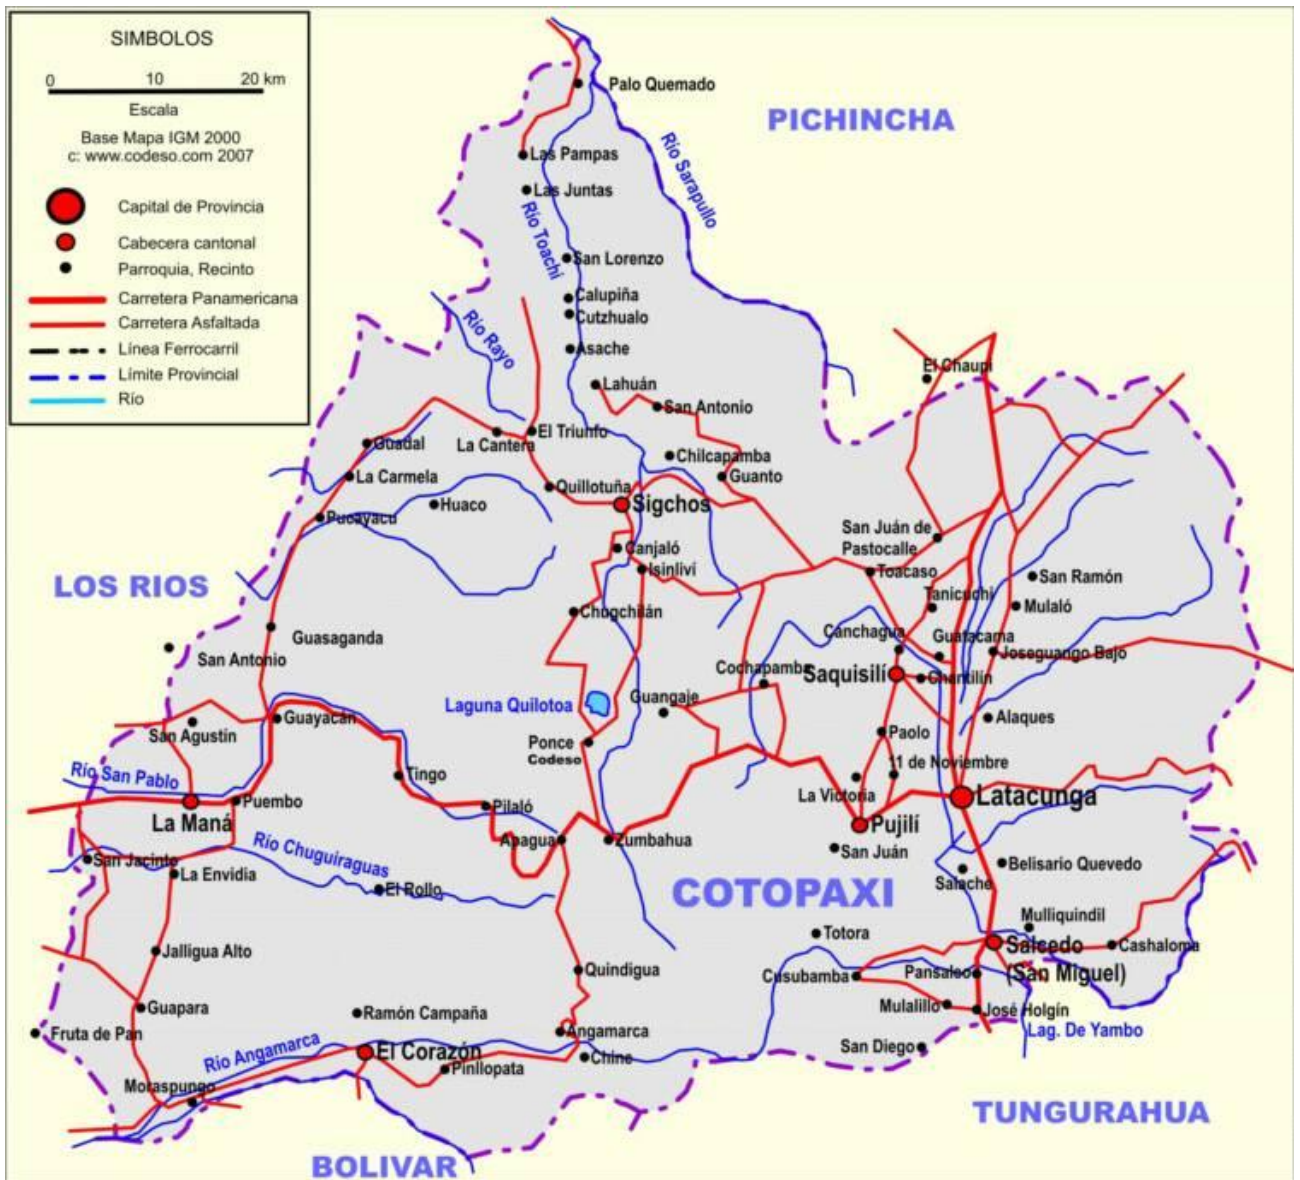 SIMBOLOS
0 10 20 km
Escala
Base Mapa IGM 2000
c: www.codeso.com 2007
Capital de Provincia
Cabecera cantonal
Parroquia, Recinto
Carretera Panamericana
Carretera Asfaltada
Línea Ferrocarril
Límite Provincial
Río
Palo Quemado
PICHINCHA
Río Sarapullo
Las Pampas
Las Juntas
Río Toachi
San Lorenzo
Calupiña
Cutzhualo
Río Rayo
Asache
El Chaupi
Lahuán
San Antonio
Guadal
La Cantera
El Triunfo
Chilcapamba
La Carmela
Guanto
Quillotuña
Huaco
Sigchos
Pucayacu
San Juán de
Pastocalle
Canjaló
Isinliví
Toacaso
San Ramón
LOS RIOS
Tanicuchi
Mulaló
Chugchilán
Guasaganda
Canchagua
Guatacama
Joseguango Bajo
San Antonio
Cochapamba
Saquisilí
Chantilín
Laguna Quilotoa
Guangaje
Guayacán
Alaques
San Agustín
Paolo
Ponce
Codeso
11 de Noviembre
Río San Pablo
Tingo
La Victoria
Latacunga
Puembo
Pilaló
La Maná
Pujilí
Apagua
Zumbahua
Río Chuguiraguas
San Juán
San Jacinto
Belisario Quevedo
La Envidia
Salache
El Rollo
COTOPAXI
Mulliquindil
Totora
Salcedo
Cashaloma
Jalligua Alto
Quindigua
Cusubamba
Pansaleo
(San Miguel)
Guapara
Ramón Campaña
Mulalillo
José Holgín
Fruta de Pan
Angamarca
Lag. De Yambo
Río Angamarca
El Corazón
San Diego
Chine
Pinllopata
Moraspungo
TUNGURAHUA
BOLIVAR